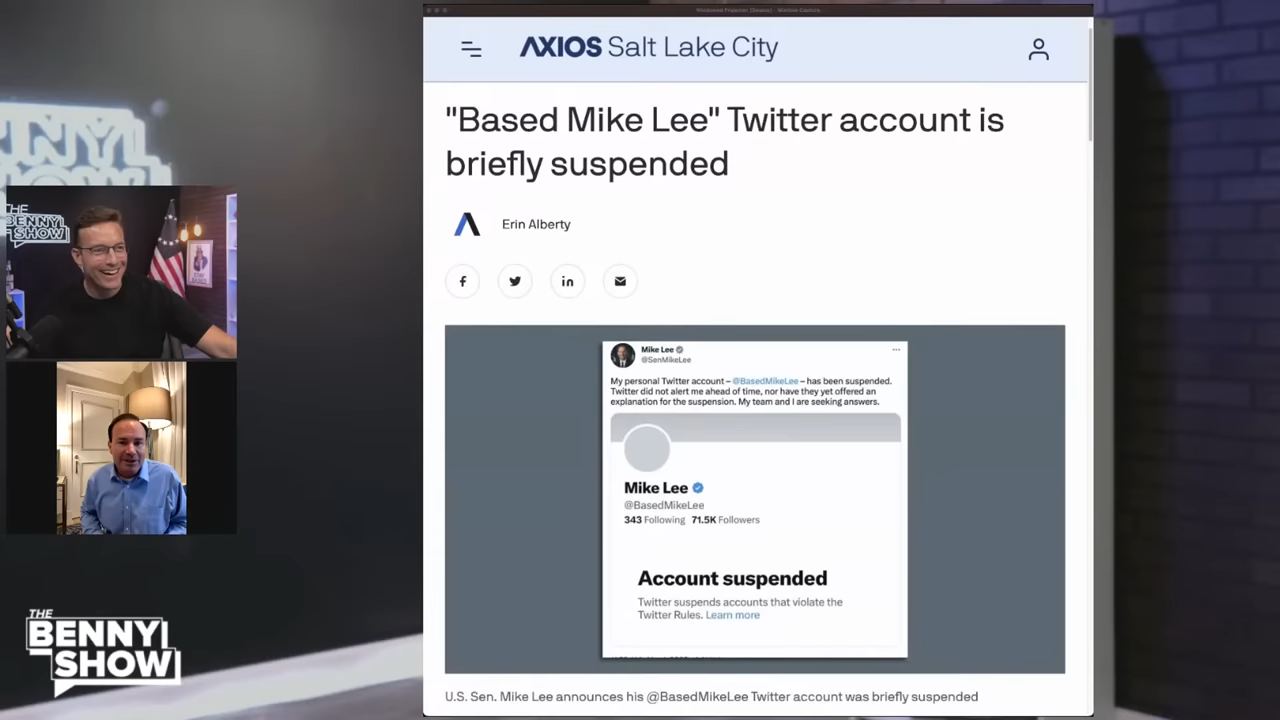 AXIOS Salt Lake City
"Based Mike Lee" Twitter account is
briefly suspended
Erin Alberty
Mike Lee
@SenMikeLee
My personal Twitter account – @BasedMikeLee – has been suspended.
Twitter did not alert me ahead of time, nor have they yet offered an
explanation for the suspension. My team and I are seeking answers.
Mike Lee
@BasedMikeLee
343 Following 71.5K Followers
Account suspended
Twitter suspends accounts that violate the
Twitter Rules. Learn more
U.S. Sen. Mike Lee announces his @BasedMikeLee Twitter account was briefly suspended
THE
BENNY
SHOW
THE
BENNY
SHOW